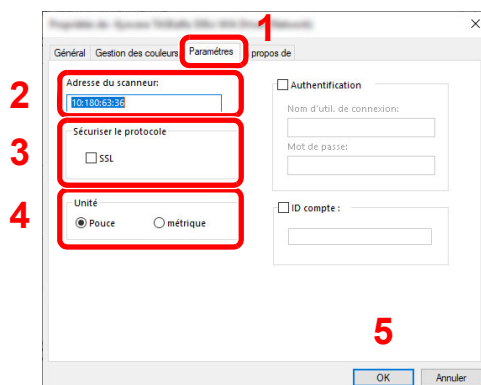 1
Général Gestion des couleurs Paramètres propos de
2
Adresse du scanneur:
10:180:63:36
Authentification
Nom d'util. de connexion:
3
Sécuriser le protocole
SSL
Mot de passe:
4
Unité
Pouce métrique
ID compte :
5
OK Annuler